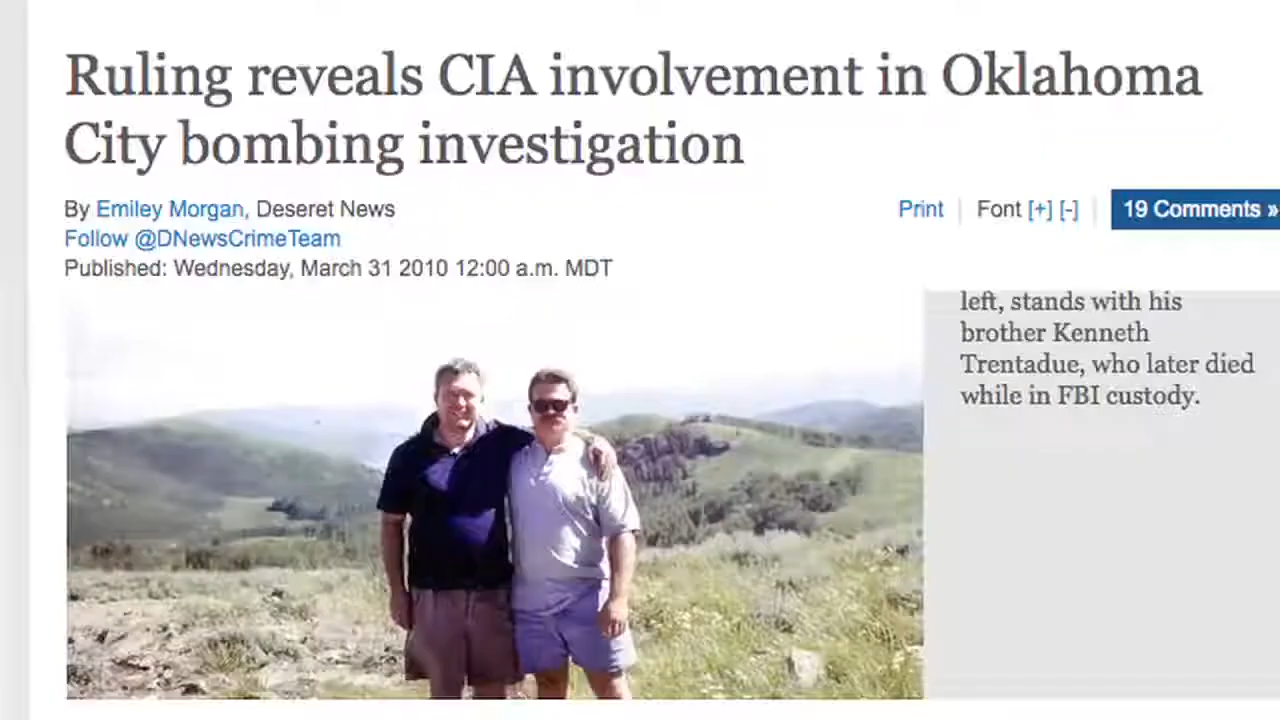 Ruling reveals CIA involvement in Oklahoma
City bombing investigation
By Emiley Morgan, Deseret News
Follow @DNewsCrimeTeam
Published: Wednesday, March 31 2010 12:00 a.m. MDT
Print Font [+] [-] 19 Comments »
left, stands with his
brother Kenneth
Trentadue, who later died
while in FBI custody.